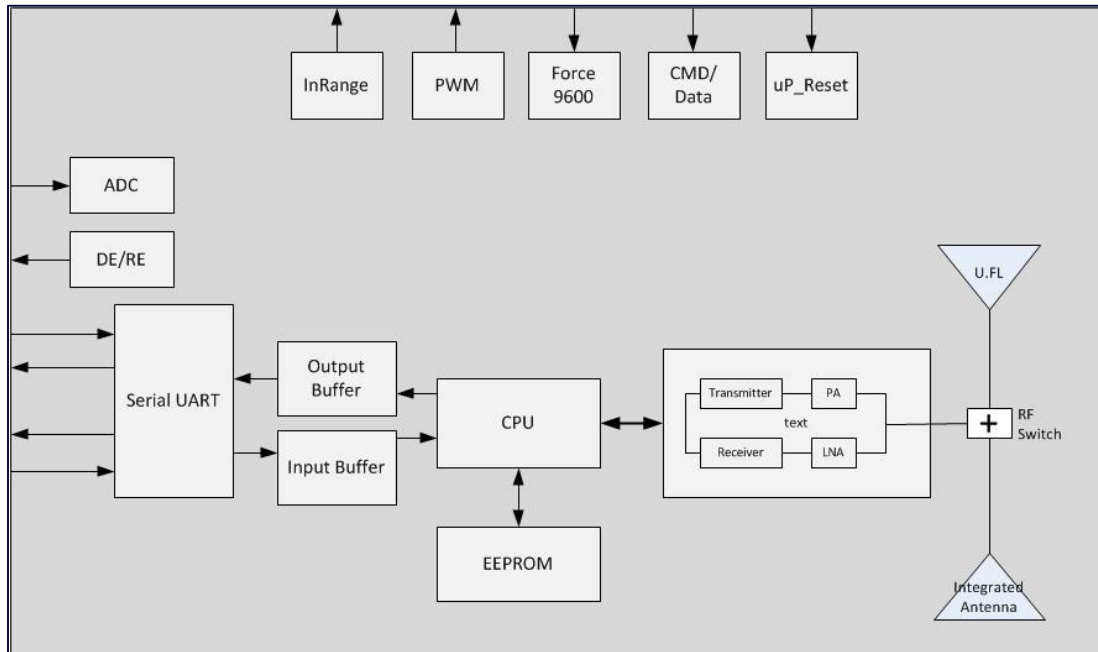 InRange
PWM
Force
9600
CMD/
Data
uP_Reset
ADC
DE/RE
U.FL
Output
Buffer
Serial UART
CPU
Transmitter
PA
text
RF
Switch
Input Buffer
Receiver
LNA
EEPROM
Integrated
Antenna